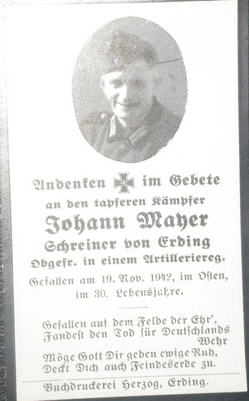 Andenken im Gebete
an den tapferen Kämpfer
Johann Mayer
Schreiner von Erding
Obgefr. in einem Artilleriereg.
Gefallen am 19. Nov. 1942, im Osten,
im 30. Lebensjahre.
Gefallen auf dem Felde der Ehr',
Fandest den Tod für Deutschlands
Wehr
Möge Gott Dir geben ewige Ruh,
Deckt Dich auch Feindeserde zu.
Buchdruckerei Herzog, Erding.